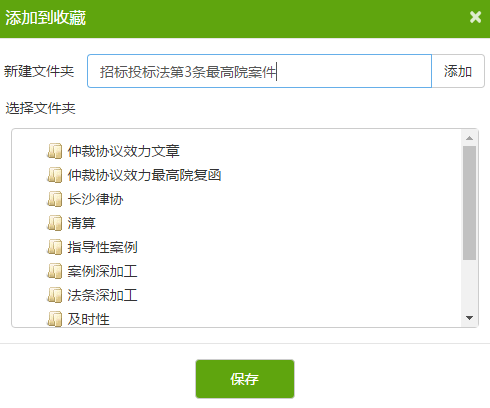 添加到收藏
新建文件夹 招标投标法第3条最高院案件 添加
选择文件夹
仲裁协议效力文章
仲裁协议效力最高院复函
长沙律协
清算
指导性案例
案例深加工
法条深加工
及时性
保存